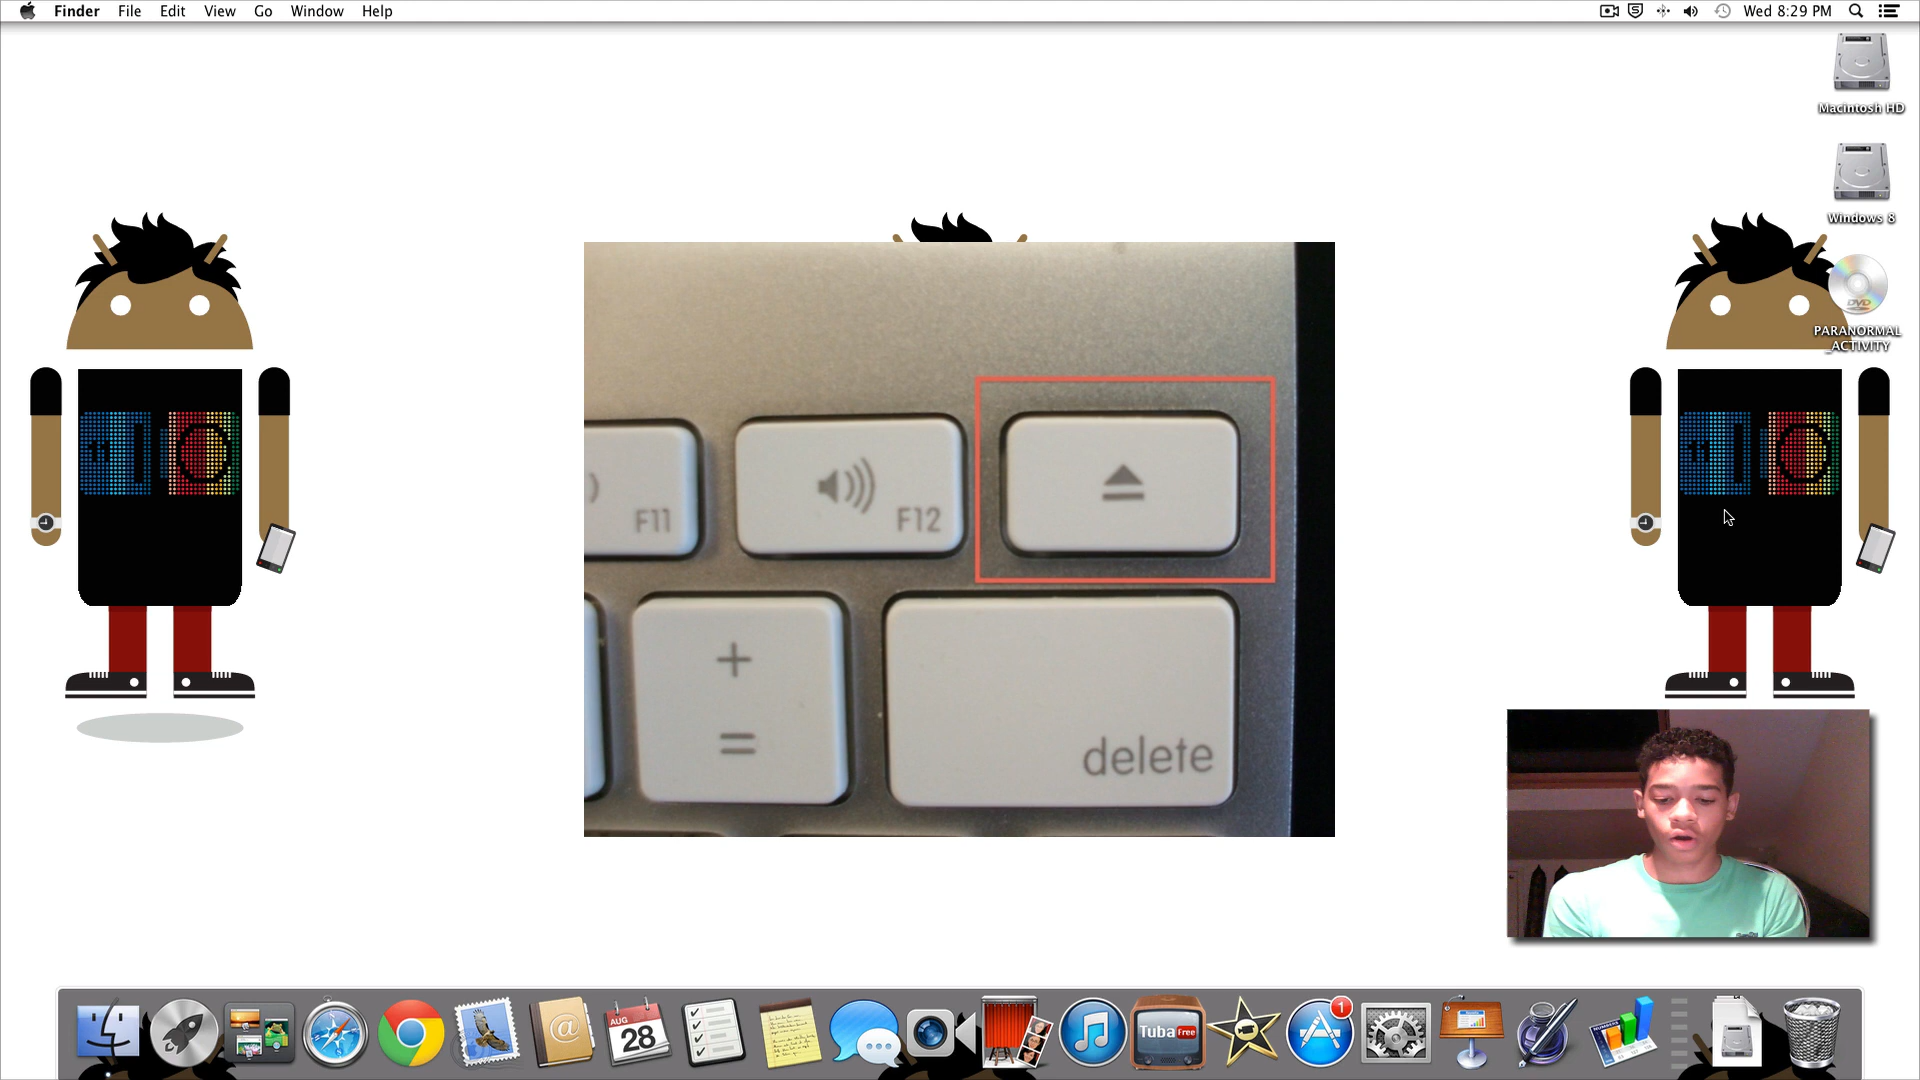 Finder File Edit View Go Window Help
Wed 8:29 PM
Macintosh HD
Windows 8
DVD
PARANORMAL
_ACTIVITY
F11
F12
+
=
delete
AUG
28
@
1
Tuba Free
NUMBERS